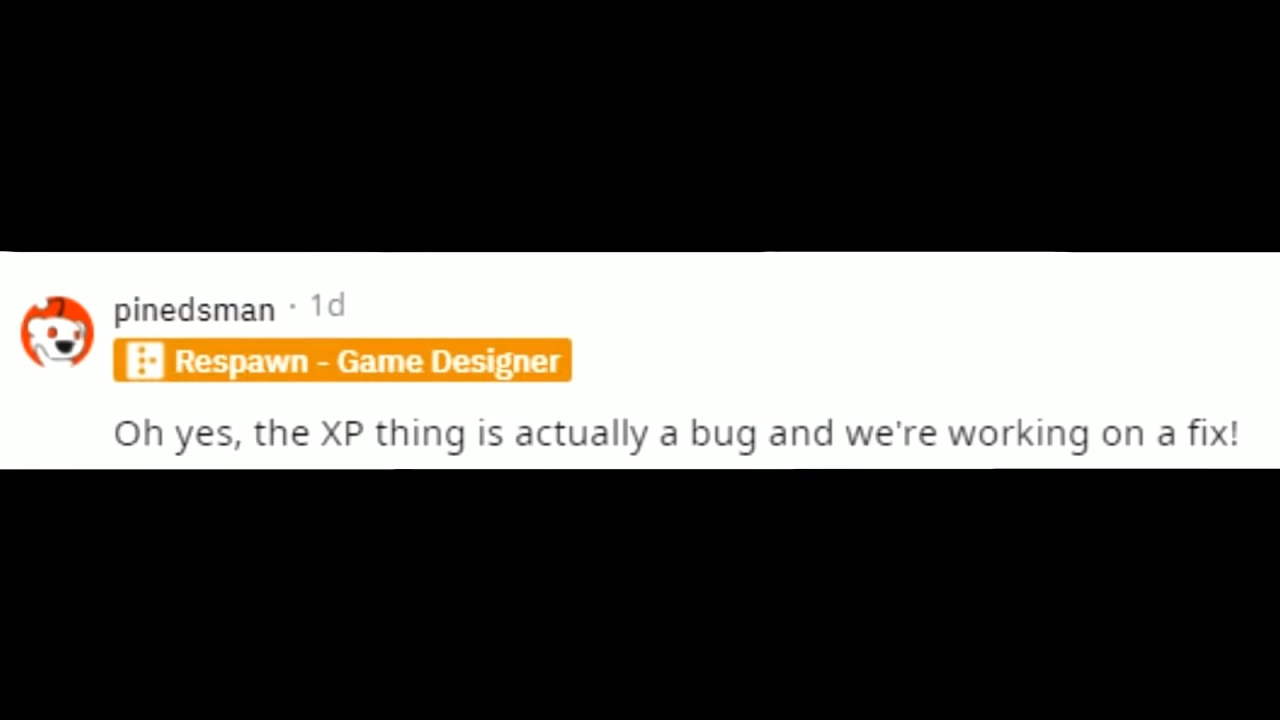 pinedsman · 1d
Respawn - Game Designer
Oh yes, the XP thing is actually a bug and we're working on a fix!